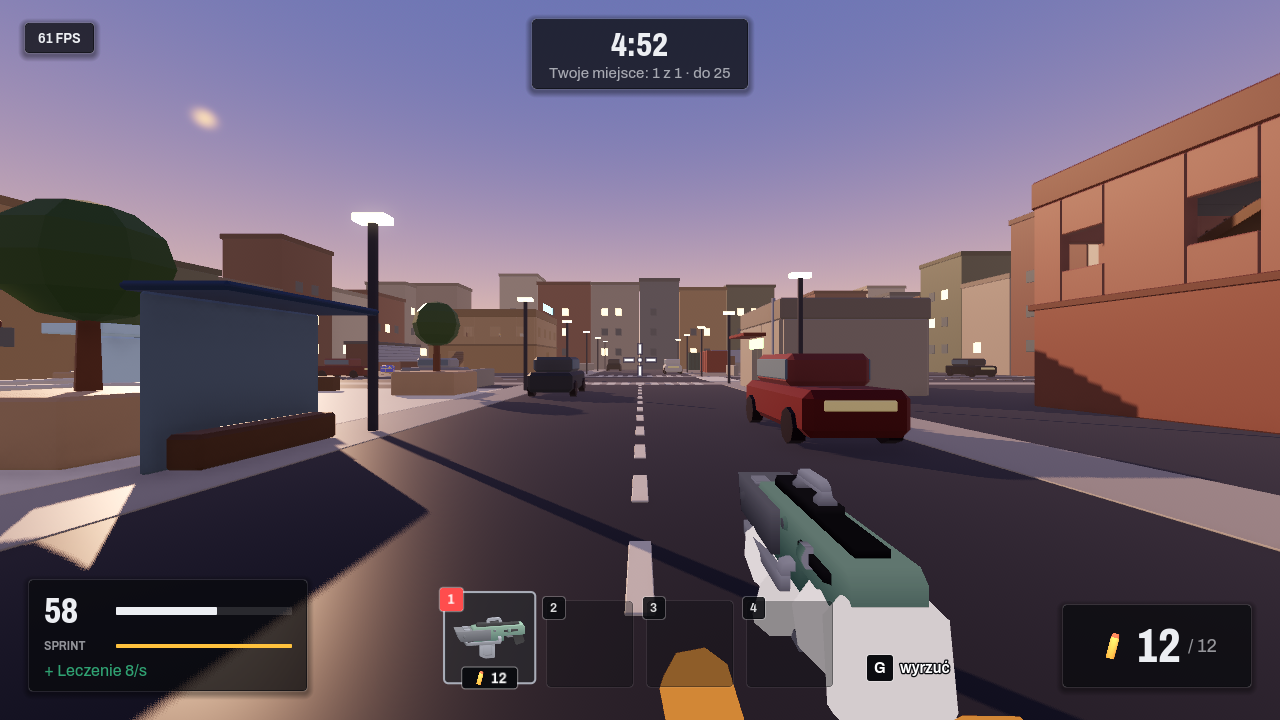 61 FPS
4:52
Twoje miejsce: 1 z 1 · do 25
58
SPRINT
+ Leczenie 8/s
1
12
2
3
4
G wyrzuć
12 / 12